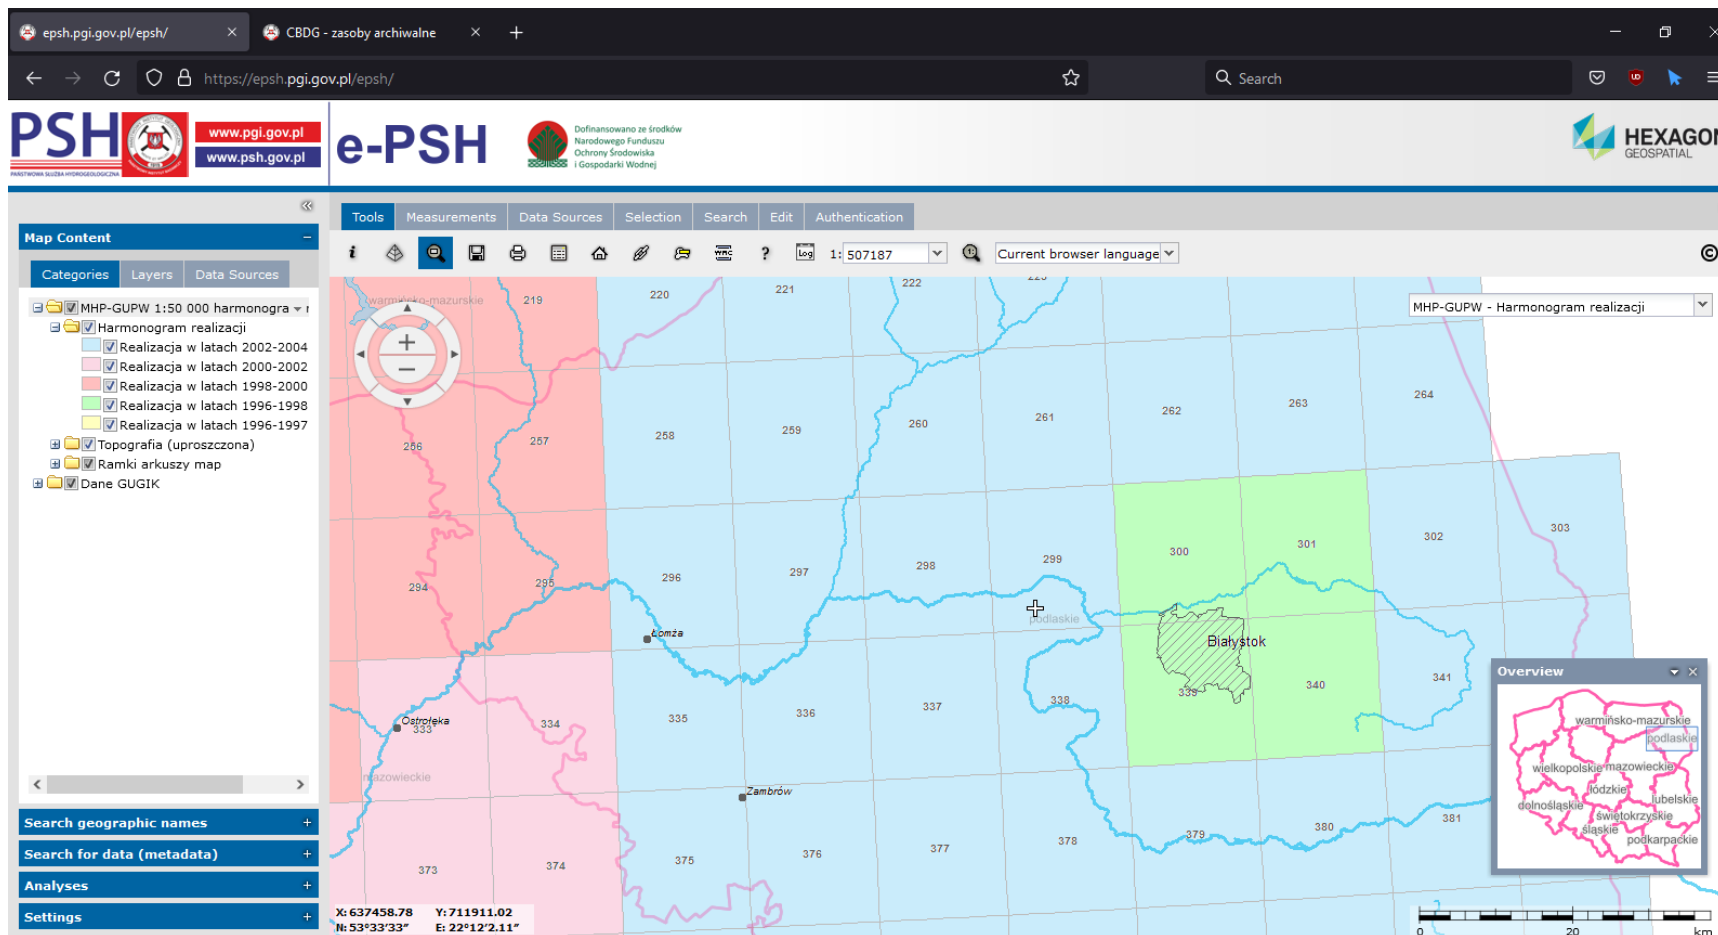 epsh.pgi.gov.pl/epsh/
CBDG - zasoby archiwalne
https://epsh.pgi.gov.pl/epsh/
Search
PSH
PAŃSTWOWA SŁUŻBA HYDROGEOLOGICZNA
www.pgi.gov.pl
www.psh.gov.pl
e-PSH
Dofinansowano ze środków
Narodowego Funduszu
Ochrony Środowiska
i Gospodarki Wodnej
HEXAGON
GEOSPATIAL
Tools Measurements Data Sources Selection Search Edit Authentication
1: 507187
Current browser language
Map Content
Categories Layers Data Sources
MHP-GUPW 1:50 000 harmonogra
Harmonogram realizacji
Realizacja w latach 2002-2004
Realizacja w latach 2000-2002
Realizacja w latach 1998-2000
Realizacja w latach 1996-1998
Realizacja w latach 1996-1997
Topografia (uproszczona)
Ramki arkuszy map
Dane GUGIK
Search geographic names
Search for data (metadata)
Analyses
Settings
MHP-GUPW - Harmonogram realizacji
warmińsko-mazurskie
219 220 221 222 223
256 257 258 259 260 261 262 263 264
294 295 296 297 298 299 300 301 302 303
podlaskie
Łomża
Białystok
333 334 335 336 337 338 339 340 341
Ostrołęka
mazowieckie
Zambrów
373 374 375 376 377 378 379 380 381
Overview
warmińsko-mazurskie
podlaskie
wielkopolskie mazowieckie
łódzkie
lubelskie
dolnośląskie
świętokrzyskie
śląskie
podkarpackie
X: 637458.78 Y: 711911.02
N: 53°33'33" E: 22°12'2.11"
0 20 km